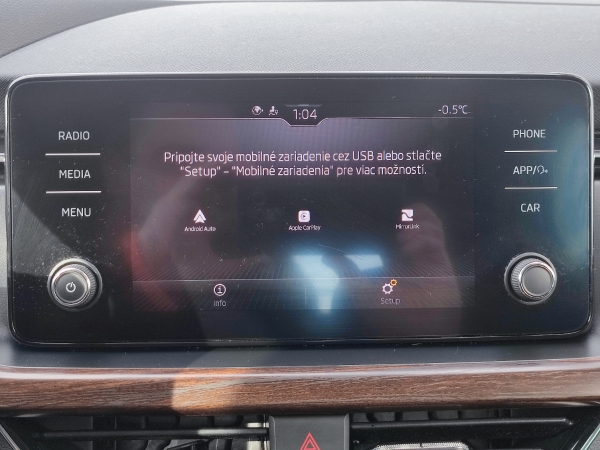 1:04
-0.5°C
RADIO
MEDIA
MENU
PHONE
APP/
CAR
Pripojte svoje mobilné zariadenie cez USB alebo stlačte
"Setup" - "Mobilné zariadenia" pre viac možností.
Android Auto
Apple CarPlay
MirrorLink
Info
Setup